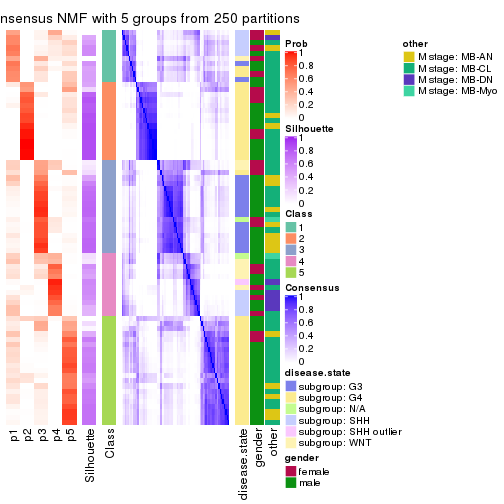 nsensus NMF with 5 groups from 250 partitions
Prob
1
0.8
0.6
0.4
0.2
0
Silhouette
1
0.8
0.6
0.4
0.2
0
Class
1
2
3
4
5
Consensus
1
0.8
0.6
0.4
0.2
0
disease.state
subgroup: G3
subgroup: G4
subgroup: N/A
subgroup: SHH
subgroup: SHH outlier
subgroup: WNT
gender
female
male
other
M stage: MB-AN
M stage: MB-CL
M stage: MB-DN
M stage: MB-Myo
p1
p2
p3
p4
p5
Silhouette
Class
disease.state
gender
other